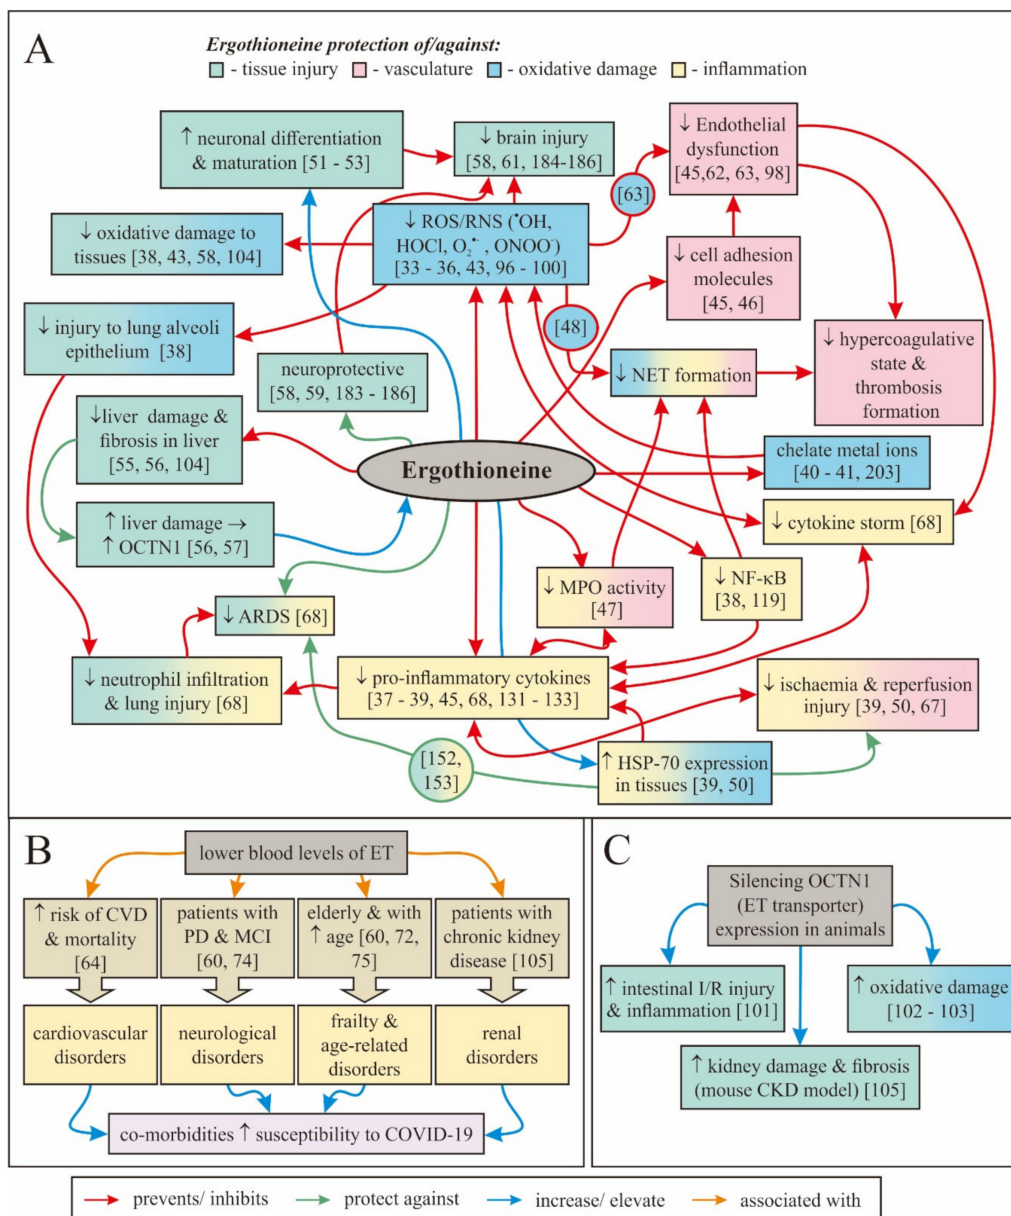 A
Ergothioneine protection of/against:
- tissue injury - vasculature - oxidative damage - inflammation
↑ neuronal differentiation
& maturation [51 - 53]
↓ brain injury
[58, 61, 184-186]
↓ Endothelial
dysfunction
[45,62, 63, 98]
[63]
↓ oxidative damage to
tissues [38, 43, 58, 104]
↓ ROS/RNS (•OH,
HOCl, O₂•-, ONOO⁻)
[33 - 36, 43, 96 - 100]
↓ cell adhesion
molecules
[45, 46]
↓ injury to lung alveoli
epithelium [38]
[48]
↓ hypercoagulative
state &
thrombosis
formation
neuroprotective
[58, 59, 183 - 186]
↓ NET formation
↓liver damage &
fibrosis in liver
[55, 56, 104]
Ergothioneine
chelate metal ions
[40 - 41, 203]
↑ liver damage →
↑ OCTN1 [56, 57]
↓ cytokine storm [68]
↓ MPO activity
[47]
↓ NF-κB
[38, 119]
↓ ARDS [68]
↓ neutrophil infiltration
& lung injury [68]
↓ pro-inflammatory cytokines
[37 - 39, 45, 68, 131 - 133]
↓ ischaemia & reperfusion
injury [39, 50, 67]
[152,
153]
↑ HSP-70 expression
in tissues [39, 50]
B
lower blood levels of ET
↑ risk of CVD
& mortality
[64]
patients with
PD & MCI
[60, 74]
elderly & with
↑ age [60, 72,
75]
patients with
chronic kidney
disease [105]
cardiovascular
disorders
neurological
disorders
frailty &
age-related
disorders
renal
disorders
co-morbidities ↑ susceptibility to COVID-19
C
Silencing OCTN1
(ET transporter)
expression in animals
↑ intestinal I/R injury
& inflammation [101]
↑ oxidative damage
[102 - 103]
↑ kidney damage & fibrosis
(mouse CKD model) [105]
prevents/ inhibits protect against increase/ elevate associated with